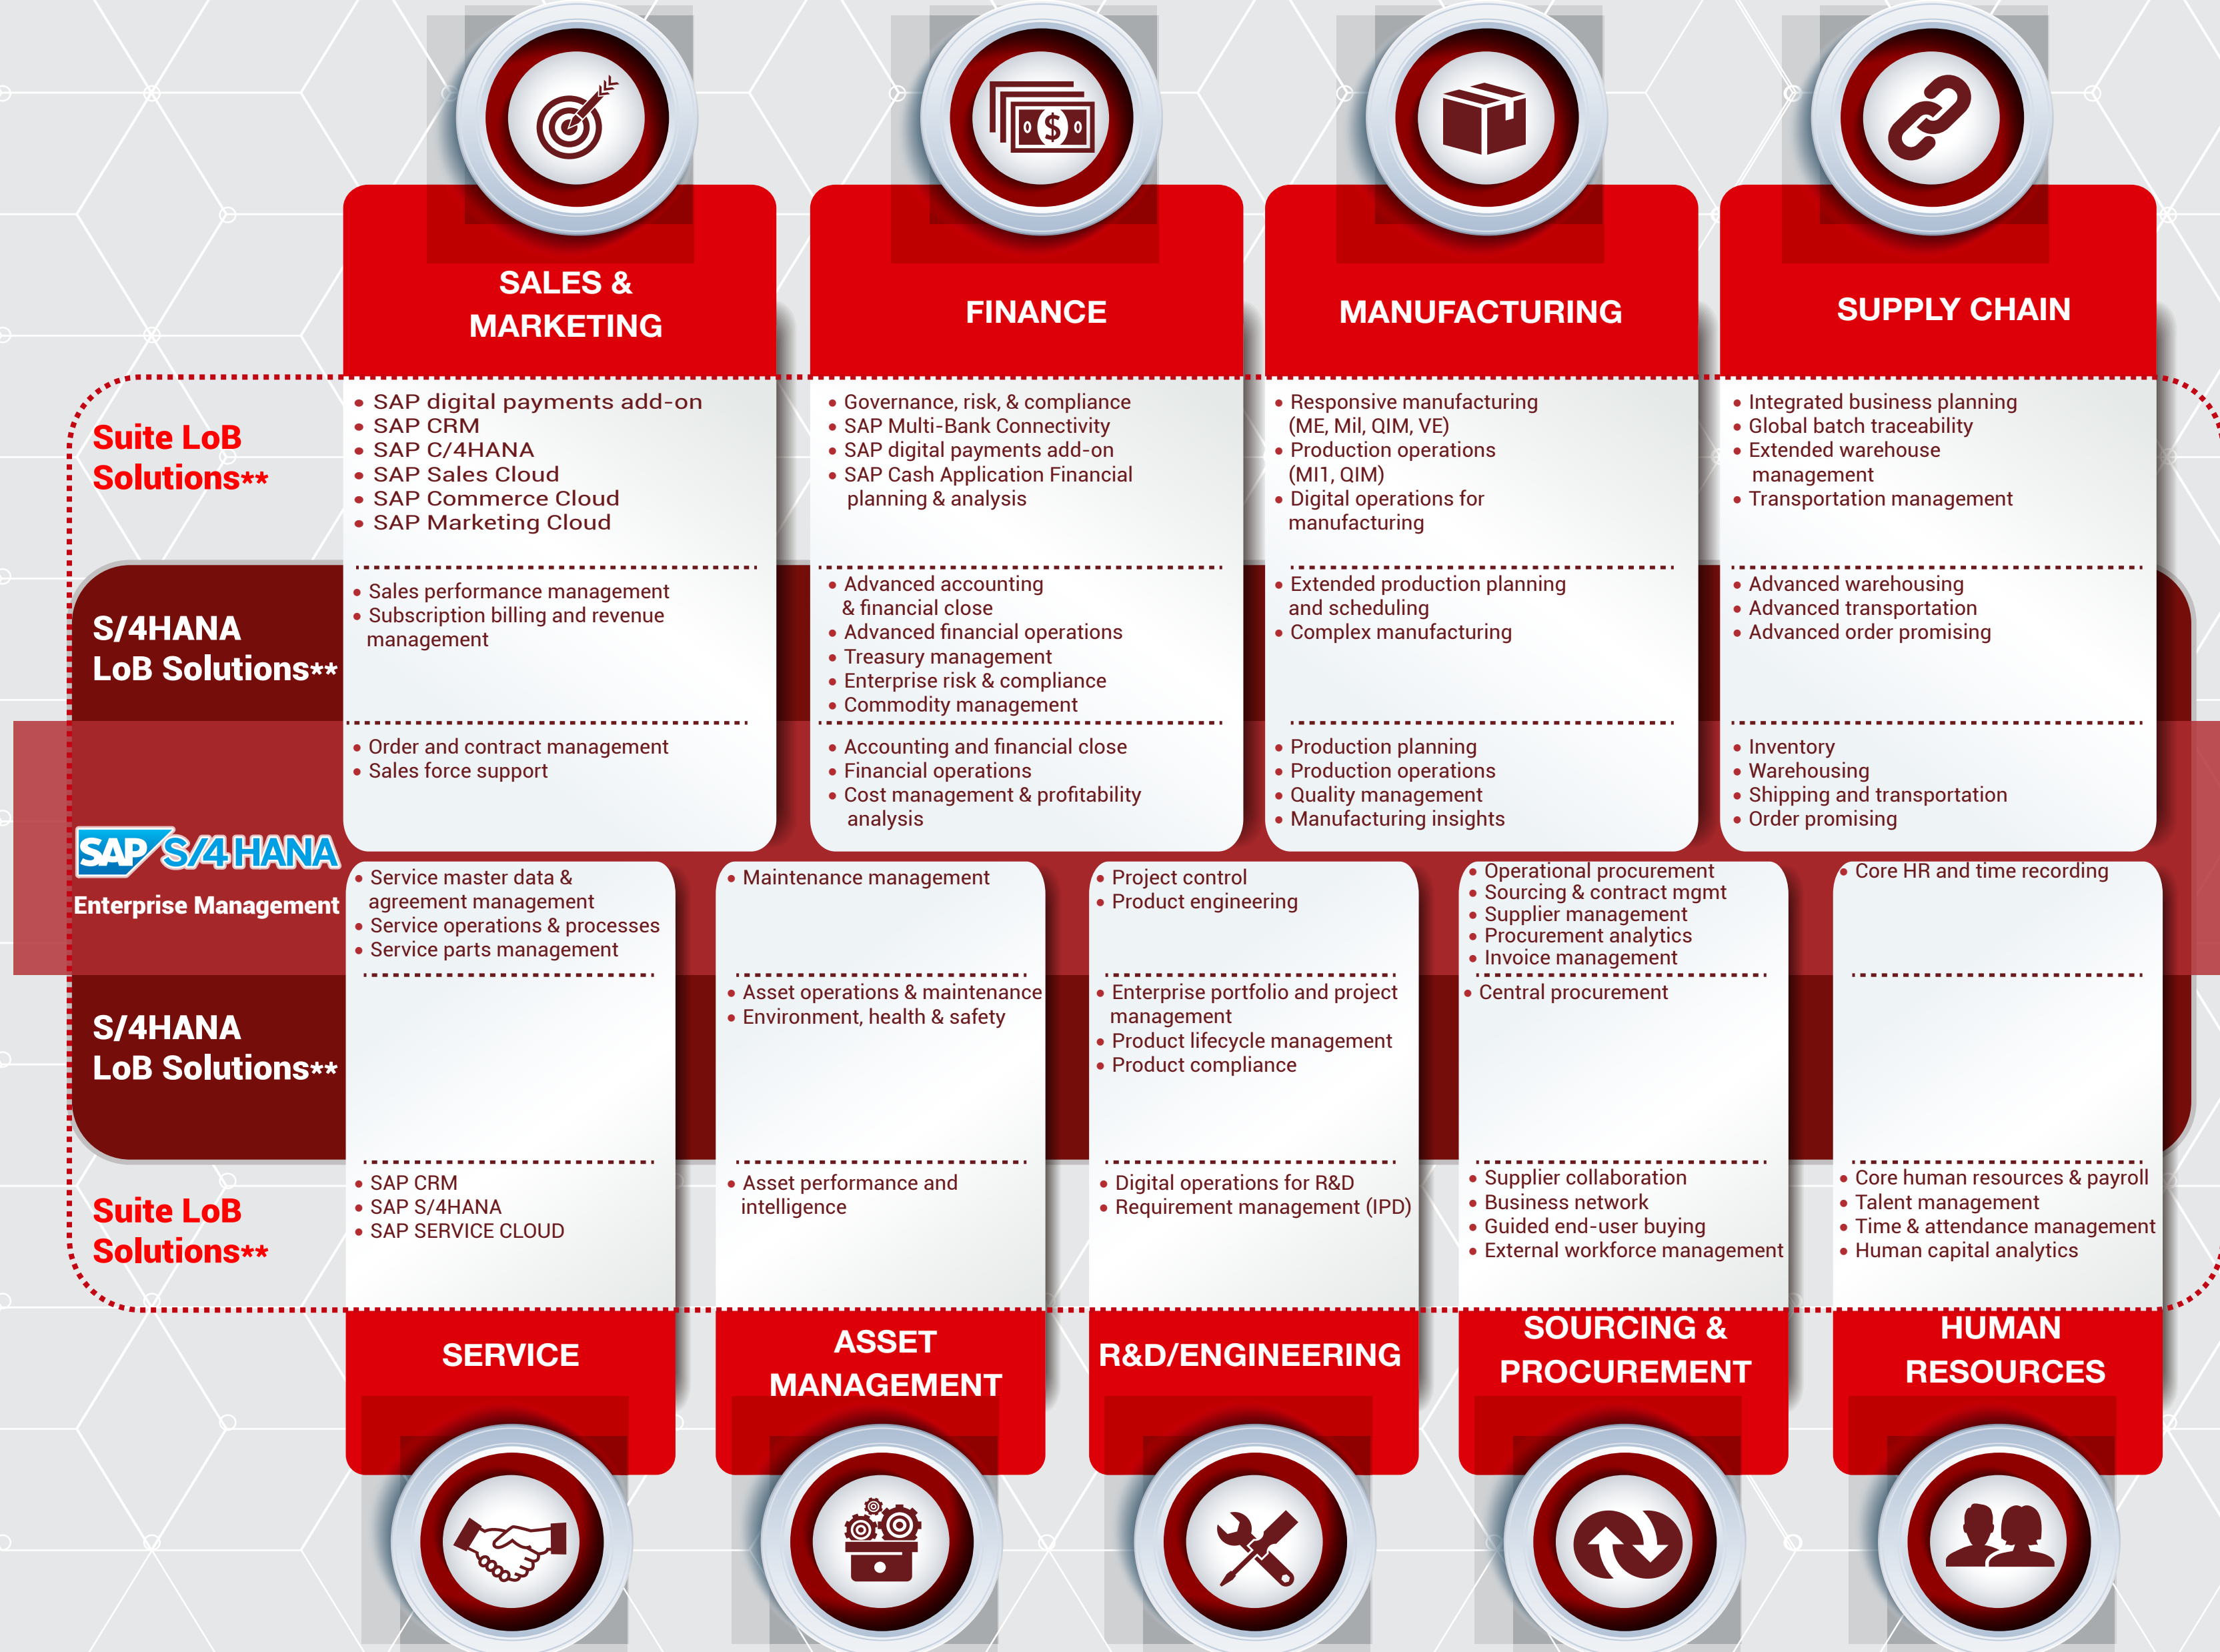 SALES &
MARKETING
FINANCE
MANUFACTURING
SUPPLY CHAIN
Suite LoB
Solutions**
• SAP digital payments add-on
• SAP CRM
• SAP C/4HANA
• SAP Sales Cloud
• SAP Commerce Cloud
• SAP Marketing Cloud
• Governance, risk, & compliance
• SAP Multi-Bank Connectivity
• SAP digital payments add-on
• SAP Cash Application Financial
planning & analysis
• Responsive manufacturing
(ME, Mil, QIM, VE)
• Production operations
(MI1, QIM)
• Digital operations for
manufacturing
• Integrated business planning
• Global batch traceability
• Extended warehouse
management
• Transportation management
S/4HANA
LoB Solutions**
• Sales performance management
• Subscription billing and revenue
management
• Advanced accounting
& financial close
• Advanced financial operations
• Treasury management
• Enterprise risk & compliance
• Commodity management
• Extended production planning
and scheduling
• Complex manufacturing
• Advanced warehousing
• Advanced transportation
• Advanced order promising
• Order and contract management
• Sales force support
• Accounting and financial close
• Financial operations
• Cost management & profitability
analysis
• Production planning
• Production operations
• Quality management
• Manufacturing insights
• Inventory
• Warehousing
• Shipping and transportation
• Order promising
SAP S/4 HANA
Enterprise Management
• Service master data &
agreement management
• Service operations & processes
• Service parts management
• Maintenance management
• Project control
• Product engineering
• Operational procurement
• Sourcing & contract mgmt
• Supplier management
• Procurement analytics
• Invoice management
• Core HR and time recording
S/4HANA
LoB Solutions**
• Asset operations & maintenance
• Environment, health & safety
• Enterprise portfolio and project
management
• Product lifecycle management
• Product compliance
• Central procurement
Suite LoB
Solutions**
• SAP CRM
• SAP S/4HANA
• SAP SERVICE CLOUD
• Asset performance and
intelligence
• Digital operations for R&D
• Requirement management (IPD)
• Supplier collaboration
• Business network
• Guided end-user buying
• External workforce management
• Core human resources & payroll
• Talent management
• Time & attendance management
• Human capital analytics
SERVICE
ASSET
MANAGEMENT
R&D/ENGINEERING
SOURCING &
PROCUREMENT
HUMAN
RESOURCES